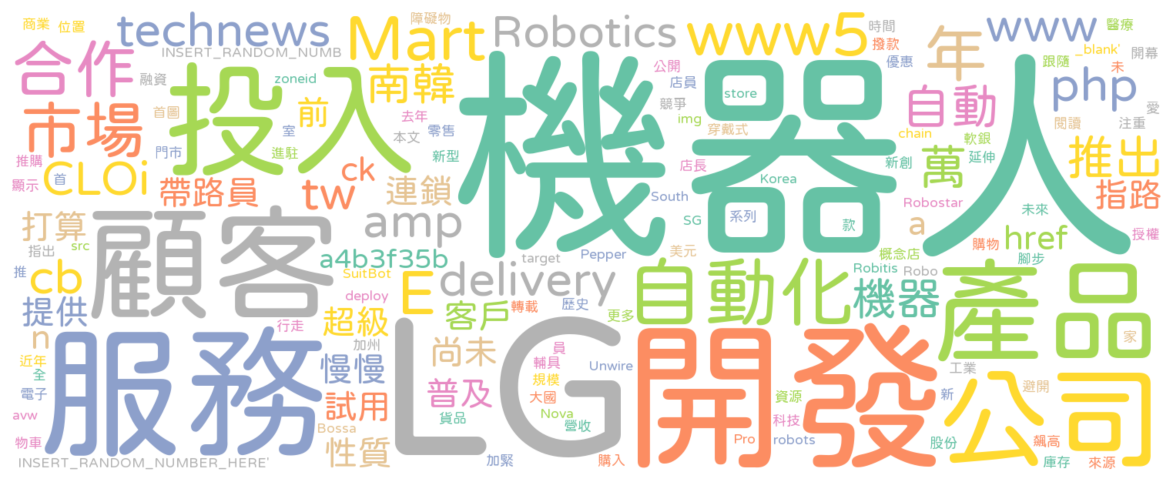 商業 位置 technews 障礙物 Mart Robotics www5 時間 撥款 優惠 年 www 醫療 _blank' 開幕
INSERT_RANDOM_NUMB 跟隨 未 php
合作 融資 zoneid 南韓 公開 店員 store 自動 愛
投入 機器人
市場 首圖 前 去年 競爭 img 穿戴式 chain 閱讀 注重
室 本文 零售 軟銀
推購 門市 進駐 新型 店長 新創 延伸 萬 推出
顯示 CLOi 首 帶路員 tw ck 連鎖 South Korea Robostar 指路
打算 顧客 amp SG 系列 款 a 未來 授權
指出 src a4b3f35b target Pepper 美元 概念店 購物 href 腳步
推 cb SuitBot E delivery 自動化 Robitis Robo 機器 產品
提供 deploy 轉載 歷史 更多
n 行走 超級 客戶 家
服務 加州 LG 開發 公司
近年 全 慢慢 尚未 員 輔具 Unwire 工業
電子 普及 規模 大國 資源 新 避開
avw 試用 貨品 Nova 營收 科技
物車 Bossa Pro robots 股份 飆高
INSERT_RANDOM_NUMBER_HERE' 性質 加緊 購入 庫存 來源